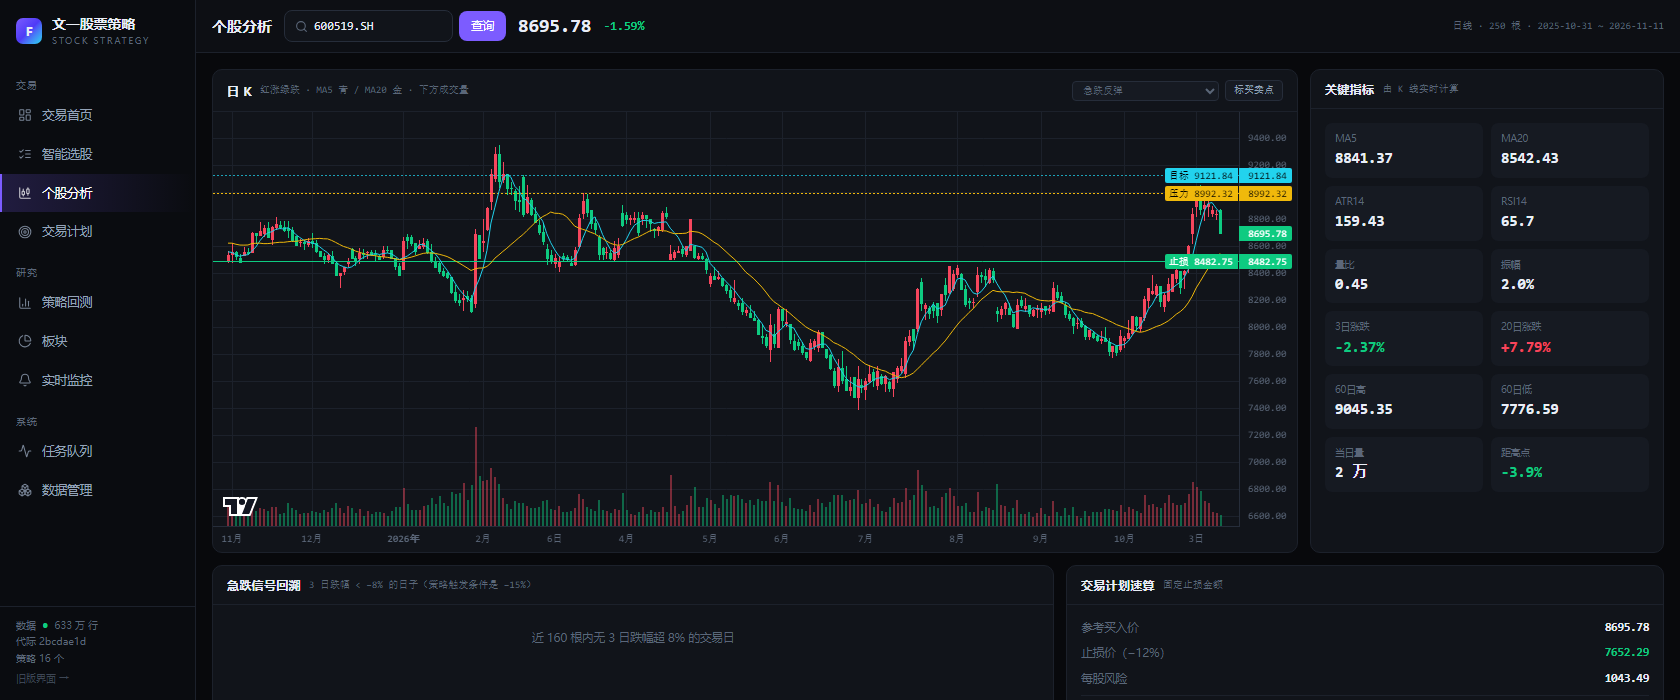 F
文一股票策略
STOCK STRATEGY
交易
交易首页
智能选股
个股分析
交易计划
研究
策略回测
板块
实时监控
系统
任务队列
数据管理
数据 ● 633 万 行
代际 2bcdae1d
策略 16 个
旧版界面 →
个股分析
600519.SH
查询
8695.78
-1.59%
日线 · 250 根 · 2025-10-31 ~ 2026-11-11
日 K
红涨绿跌 · MA5 青 / MA20 金 · 下方成交量
急跌反弹
标买卖点
9400.00
9200.00
目标 9121.84
9121.84
压力 8992.32
8992.32
8800.00
8695.78
8600.00
止损 8482.75
8482.75
8400.00
8200.00
8000.00
7800.00
7600.00
7400.00
7200.00
7000.00
6800.00
6600.00
11月
12月
2026年
2月
6日
4月
5月
6月
7月
8月
9月
10月
3日
关键指标
由 K 线实时计算
MA5
8841.37
MA20
8542.43
ATR14
159.43
RSI14
65.7
量比
0.45
振幅
2.0%
3日涨跌
-2.37%
20日涨跌
+7.79%
60日高
9045.35
60日低
7776.59
当日量
2 万
距高点
-3.9%
急跌信号回溯
3 日跌幅 < -8% 的日子（策略触发条件是 -15%）
近 160 根内无 3 日跌幅超 8% 的交易日
交易计划速算
固定止损金额
参考买入价
8695.78
止损价（-12%）
7652.29
每股风险
1043.49